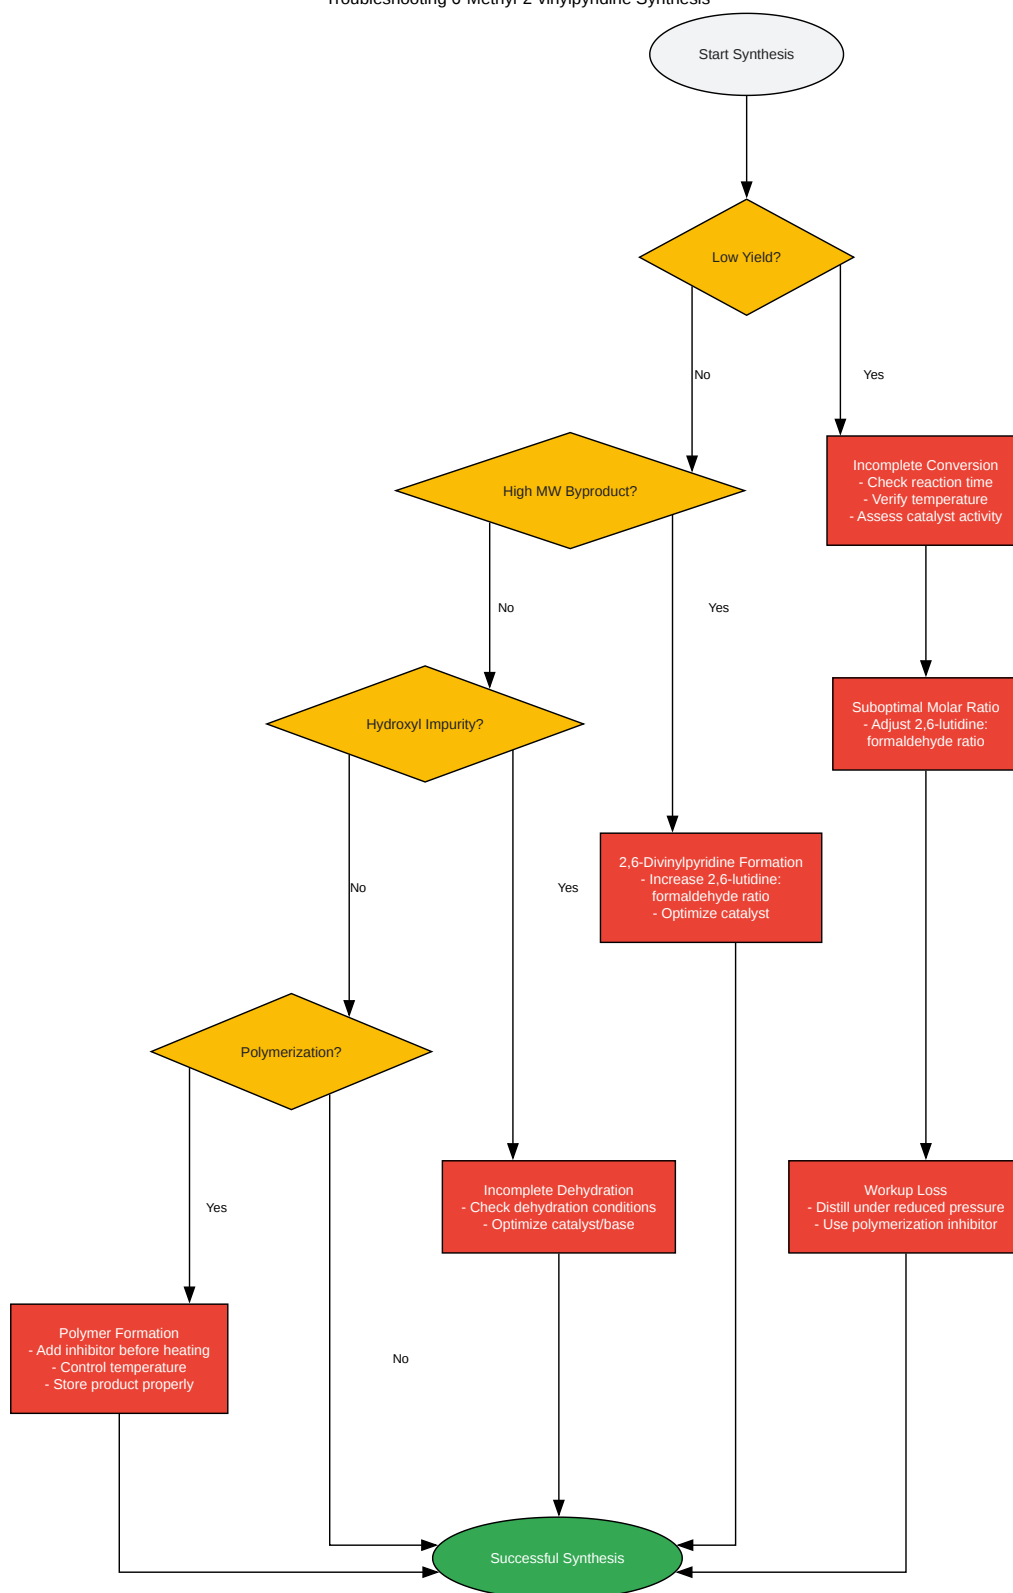 Troubleshooting 6-Methyl-2-vinylpyridine Synthesis
Start Synthesis
Low Yield?
No
Yes
High MW Byproduct?
Incomplete Conversion
- Check reaction time
- Verify temperature
- Assess catalyst activity
No
Yes
Hydroxyl Impurity?
Suboptimal Molar Ratio
- Adjust 2,6-lutidine:
formaldehyde ratio
No
Yes
2,6-Divinylpyridine Formation
- Increase 2,6-lutidine:
formaldehyde ratio
- Optimize catalyst
Polymerization?
Yes
Incomplete Dehydration
- Check dehydration conditions
- Optimize catalyst/base
Workup Loss
- Distill under reduced pressure
- Use polymerization inhibitor
Polymer Formation
- Add inhibitor before heating
- Control temperature
- Store product properly
No
Successful Synthesis